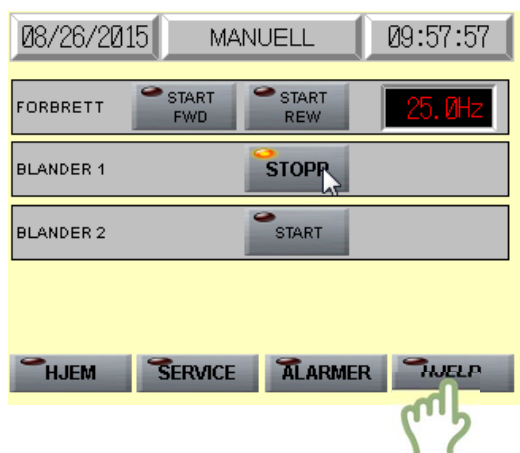 08/26/2015 MANUELL 09:57:57
FORBRETT START FWD START REW 25.0Hz
BLANDER 1 STOPP
BLANDER 2 START
HJEM SERVICE ALARMER HJELP